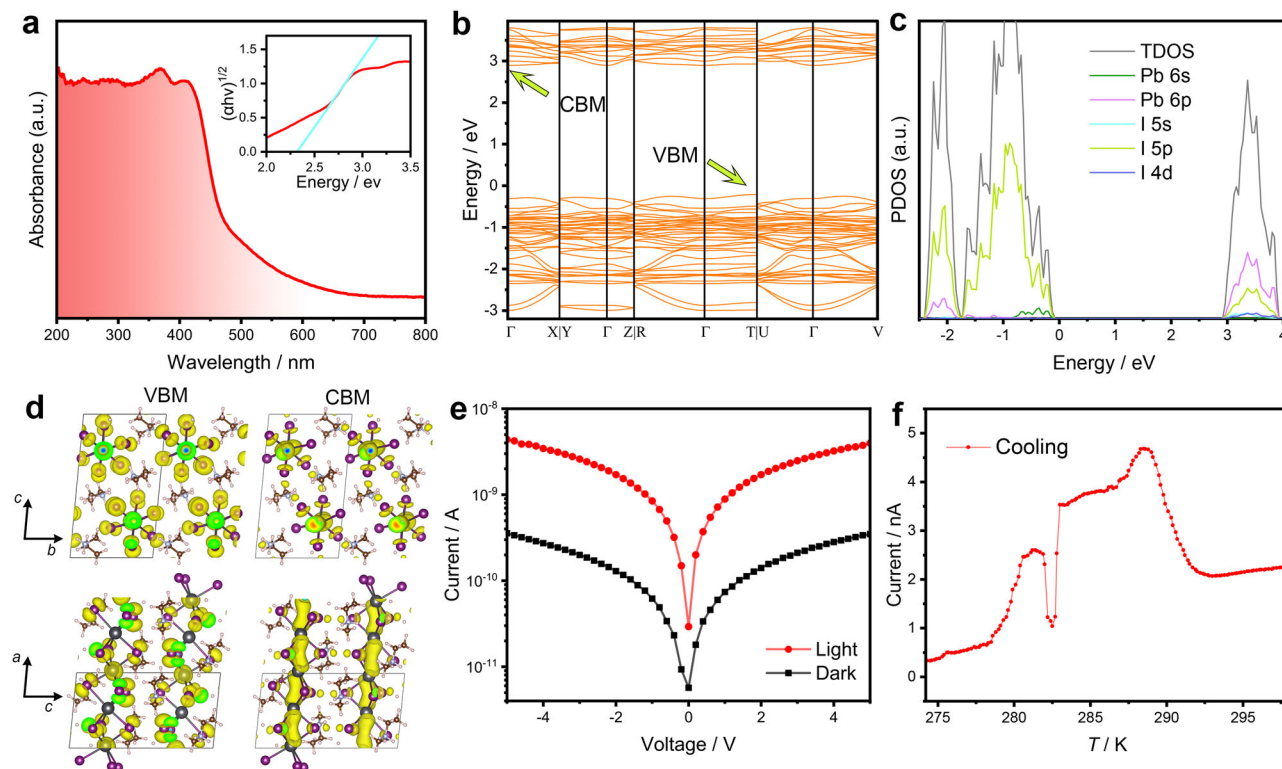 a
Absorbance (a.u.)
200 300 400 500 600 700 800
Wavelength / nm
(αhν)1/2
1.5
1.0
0.5
0.0
2.0 2.5 3.0 3.5
Energy / ev
b
Energy / eV
3
2
1
0
-1
-2
-3
CBM
VBM
Γ X|Y Γ Z|R Γ T|U Γ V
c
PDOS (a.u.)
TDOS
Pb 6s
Pb 6p
I 5s
I 5p
I 4d
-2 -1 0 1 2 3 4
Energy / eV
d
VBM CBM
c
b
a
c
e
Current / A
10-8
10-9
10-10
10-11
Light
Dark
-4 -2 0 2 4
Voltage / V
f
Cooling
Current / nA
5
4
3
2
1
0
275 280 285 290 295
T / K